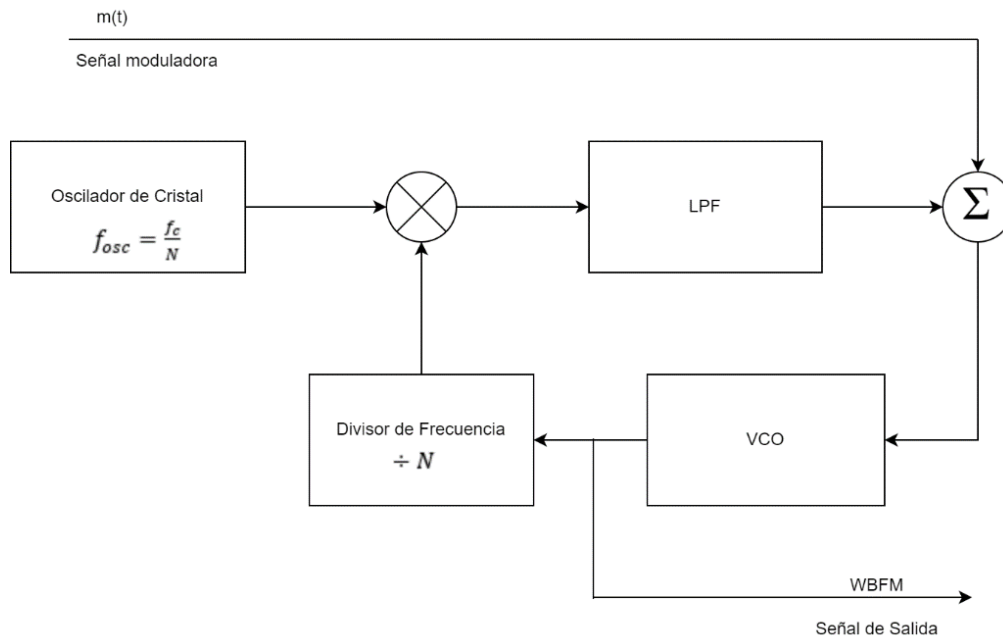 m(t)
Señal moduladora
Oscilador de Cristal
f_osc = f_c/N
LPF
Σ
Divisor de Frecuencia
÷ N
VCO
WBFM
Señal de Salida